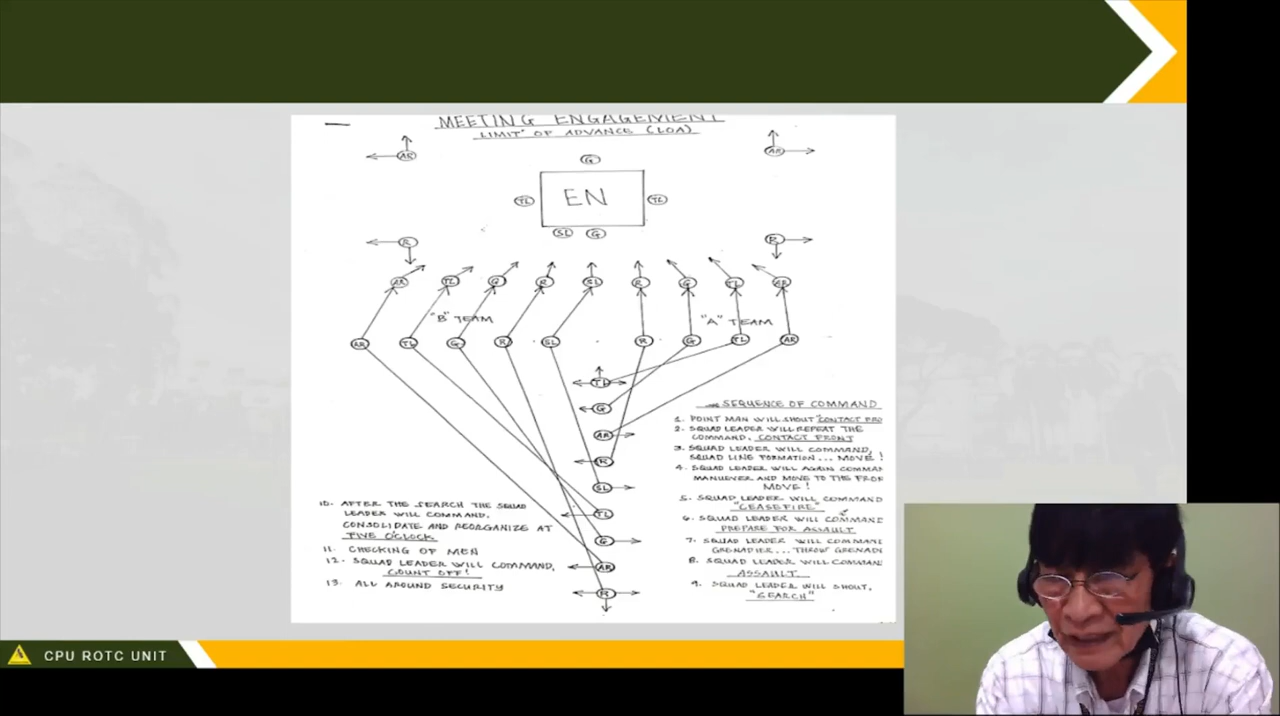 MEETING ENGAGEMENT
LIMIT OF ADVANCE (LOA)
AR
AR
G
TL
EN
TL
SL
G
R
R
AR
TL
G
R
SL
R
G
TL
AR
"B" TEAM
"A" TEAM
AR
TL
G
R
SL
R
G
TL
AR
TL
G
AR
R
SL
TL
G
AR
R
SEQUENCE OF COMMAND
1. POINT MAN WILL SHOUT "CONTACT FRO
2. SQUAD LEADER WILL REPEAT THE
COMMAND, CONTACT FRONT
3. SQUAD LEADER WILL COMMAND,
SQUAD LINE FORMATION... MOVE!
4. SQUAD LEADER WILL AGAIN COMMAN
MANUEVER AND MOVE TO THE FRON
MOVE!
5. SQUAD LEADER WILL COMMAND
"CEASEFIRE"
6. SQUAD LEADER WILL COMMAND
PREPARE FOR ASSAULT
7. SQUAD LEADER WILL COMMAND
GRENADIER... THROW GRENADE
8. SQUAD LEADER WILL COMMAND
ASSAULT
9. SQUAD LEADER WILL SHOUT,
"SEARCH"
10. AFTER THE SEARCH THE SQUAD
LEADER WILL COMMAND,
CONSOLIDATE AND REORGANIZE AT
FIVE O'CLOCK
11. CHECKING OF MEN
12. SQUAD LEADER WILL COMMAND,
COUNT OFF!
13. ALL AROUND SECURITY
CPU ROTC UNIT